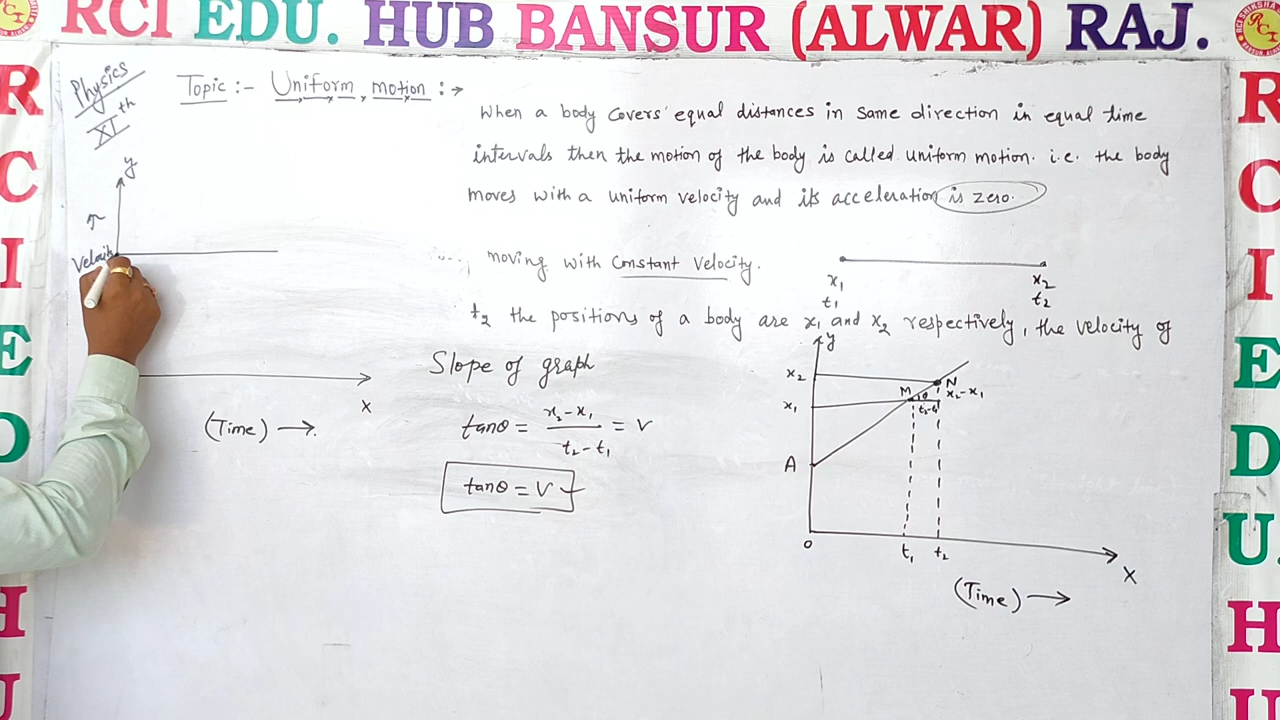 RCI EDU. HUB BANSUR (ALWAR) RAJ.
Physics
XIth
Topic :- Uniform motion :→
When a body covers equal distances in same direction in equal time
intervals then the motion of the body is called uniform motion. i.e. the body
moves with a uniform velocity and its acceleration is zero.
moving with constant velocity.
x₁ x₂
t₁ t₂
t₂ the positions of a body are x₁ and x₂ respectively, the velocity of
y
↑
Velocity
x
(Time) →
Slope of graph
tanθ = x₂-x₁ / t₂-t₁ = v
tanθ = v
y
x₂
x₁
A
M θ N
t₂-t₁ x₂-x₁
0 t₁ t₂
X
(Time) →
R
C
I
E
D
U
R
C
I
E
D
U.
H
U